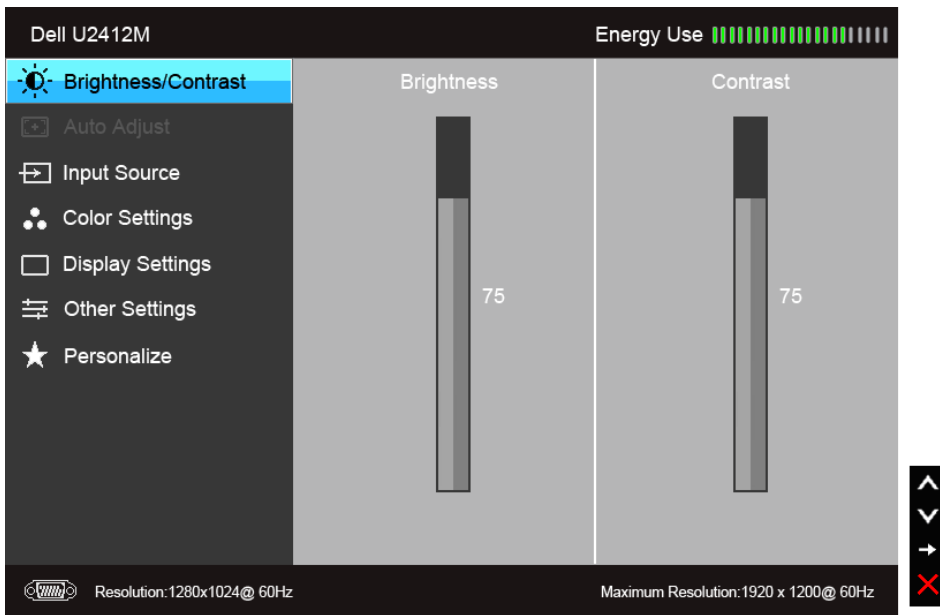 Dell U2412M
Energy Use
Brightness/Contrast
Auto Adjust
Input Source
Color Settings
Display Settings
Other Settings
Personalize
Brightness
Contrast
75
75
Resolution:1280x1024@ 60Hz
Maximum Resolution:1920 x 1200@ 60Hz